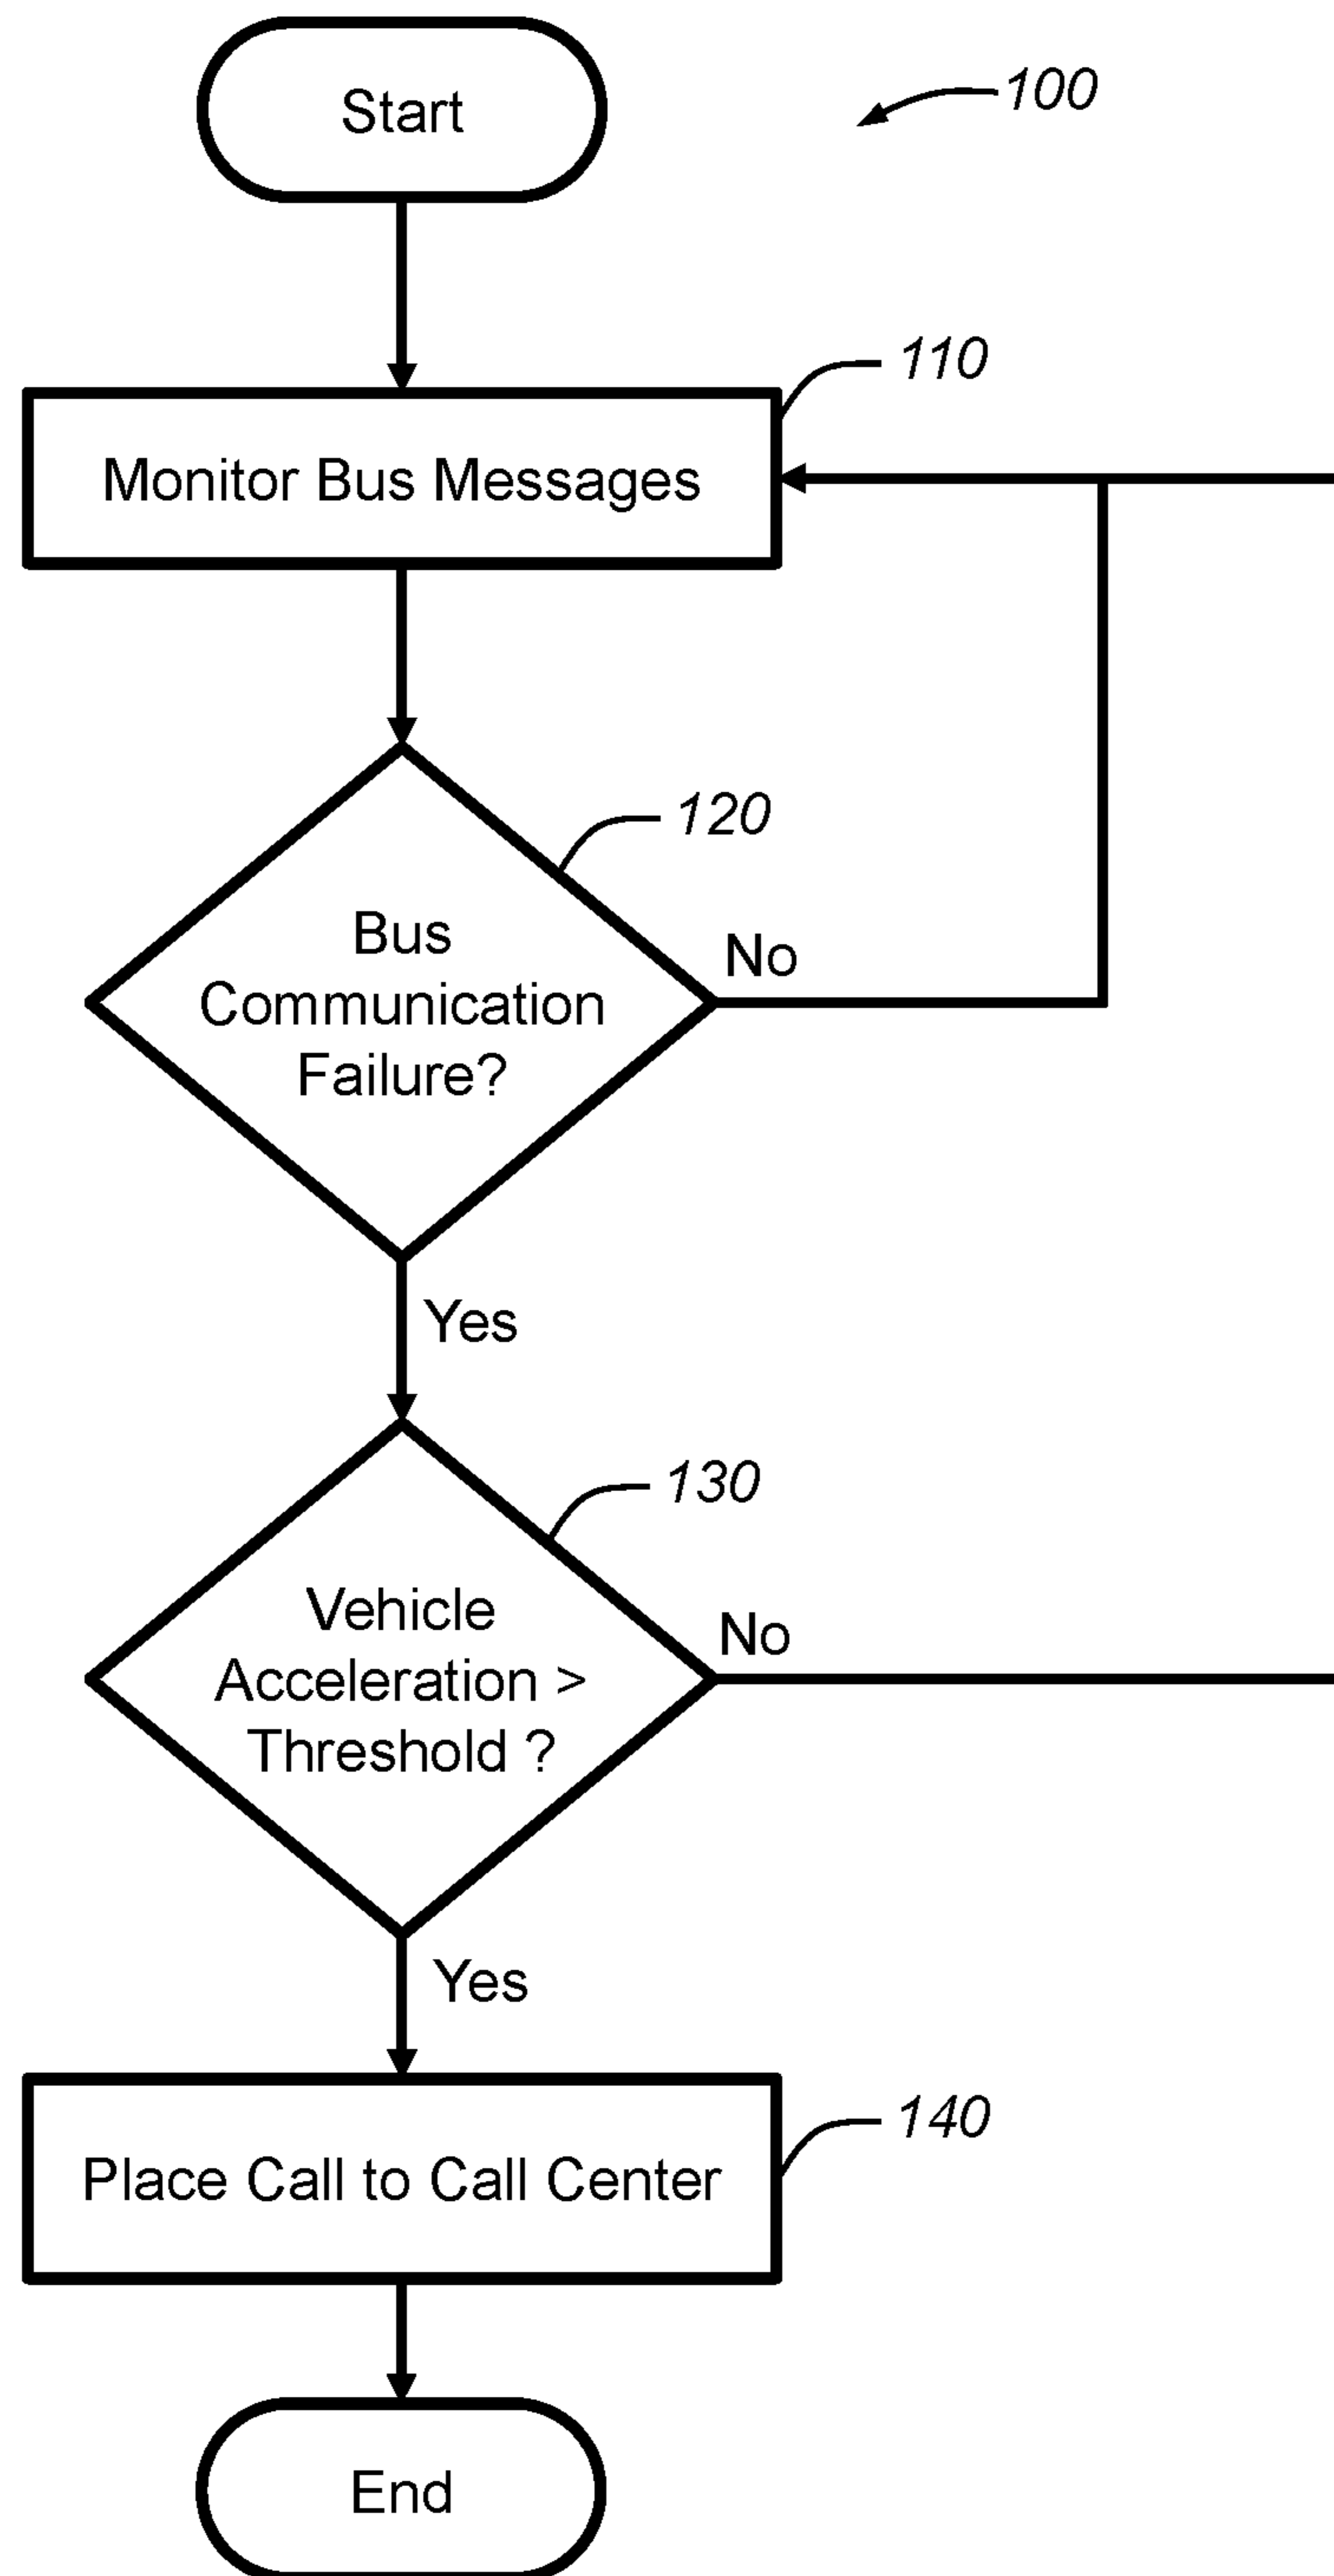 Start
100
110
Monitor Bus Messages
120
Bus
Communication
Failure?
No
Yes
130
Vehicle
Acceleration >
Threshold ?
No
Yes
140
Place Call to Call Center
End